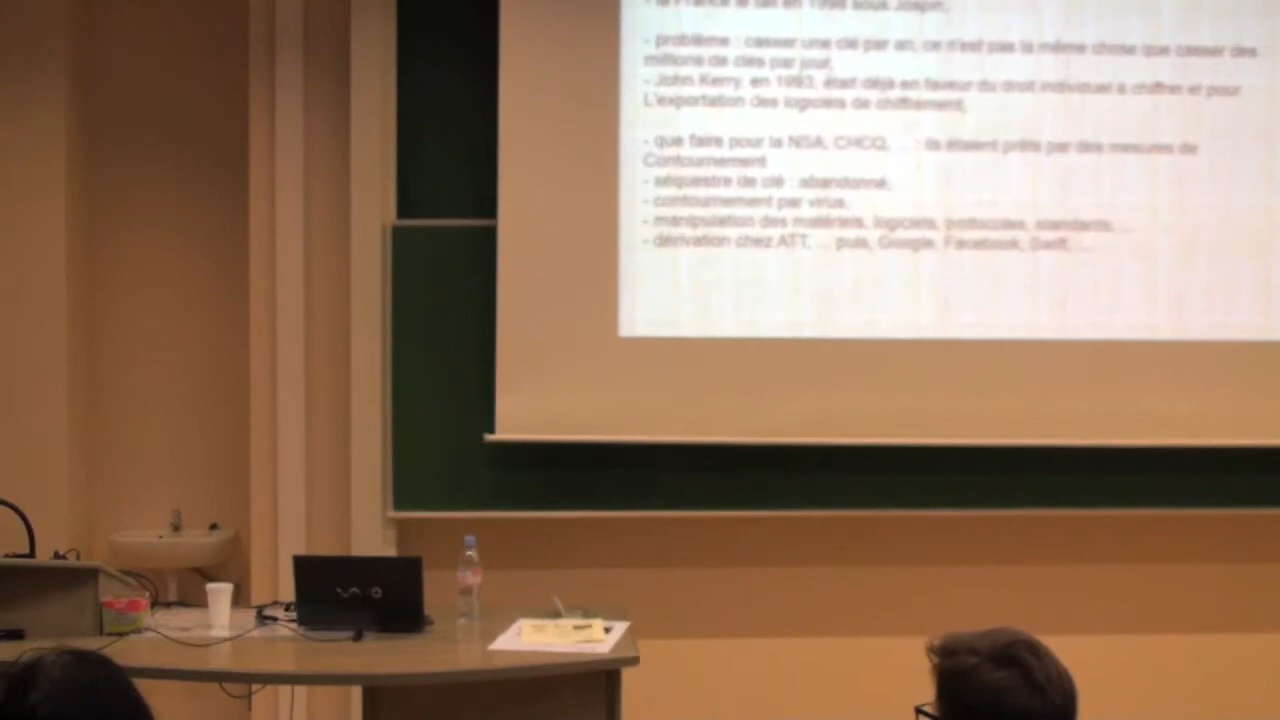 - la France le fait en 1998 sous Jospin,
- problème : casser une clé par an, ce n'est pas la même chose que casser des
millions de clés par jour,
- John Kerry, en 1993, était déjà en faveur du droit individuel à chiffrer et pour
L'exportation des logiciels de chiffrement,
- que faire pour la NSA, CHCQ, ... : ils étaient prêts par des mesures de
Contournement
- séquestre de clé : abandonné,
- contournement par virus,
- manipulation des matériels, logiciels, protocoles, standards...
- dérivation chez ATT, ... puis, Google, Facebook, Swift, ...
VAIO